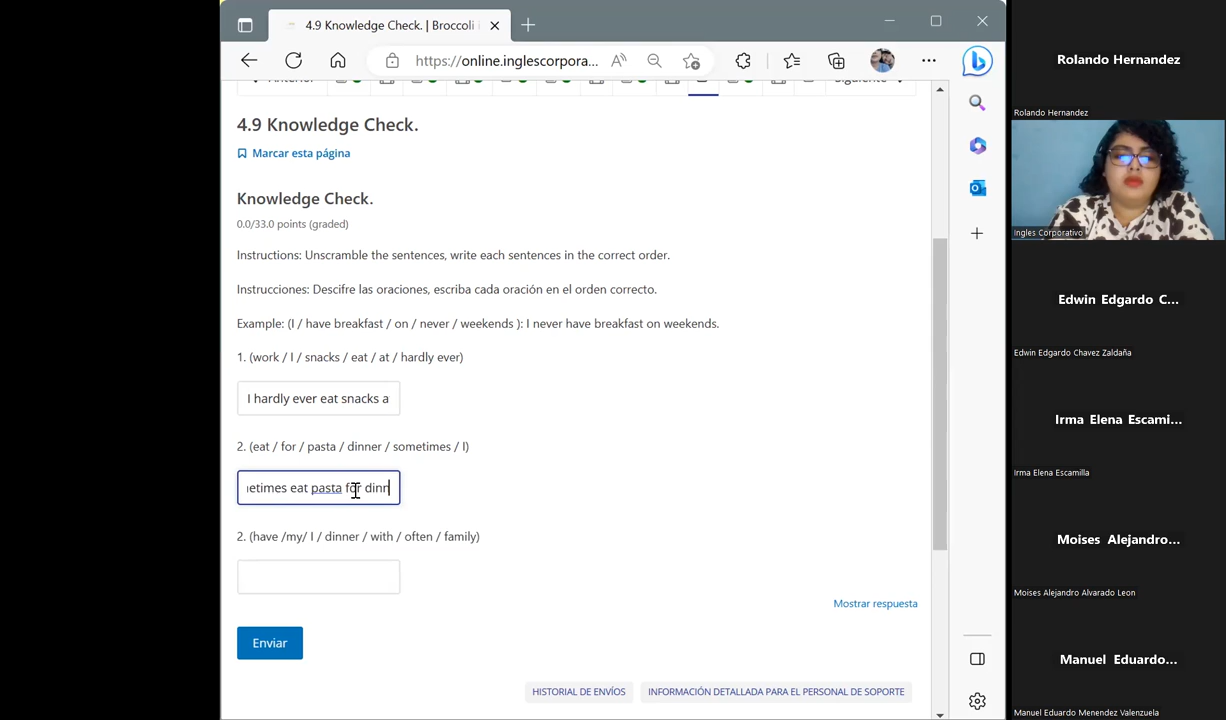 4.9 Knowledge Check. | Broccoli
https://online.inglescorpora...
4.9 Knowledge Check.
Marcar esta página
Knowledge Check.
0.0/33.0 points (graded)
Instructions: Unscramble the sentences, write each sentences in the correct order.
Instrucciones: Descifre las oraciones, escriba cada oración en el orden correcto.
Example: (I / have breakfast / on / never / weekends ): I never have breakfast on weekends.
1. (work / I / snacks / eat / at / hardly ever)
I hardly ever eat snacks a
2. (eat / for / pasta / dinner / sometimes / I)
netimes eat pasta for dinn
2. (have /my/ I / dinner / with / often / family)
Mostrar respuesta
Enviar
HISTORIAL DE ENVÍOS
INFORMACIÓN DETALLADA PARA EL PERSONAL DE SOPORTE
Rolando Hernandez
Rolando Hernandez
Ingles Corporativo
Edwin Edgardo C...
Edwin Edgardo Chavez Zaldaña
Irma Elena Escami...
Irma Elena Escamilla
Moises Alejandro...
Moises Alejandro Alvarado Leon
Manuel Eduardo...
Manuel Eduardo Menendez Valenzuela